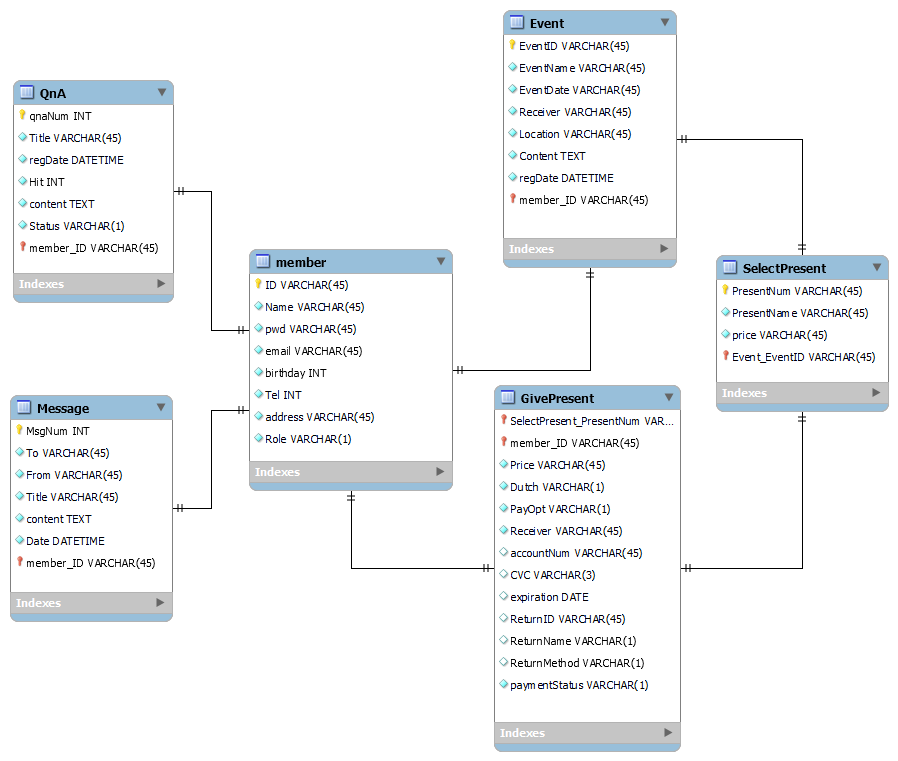 QnA
qnaNum INT
Title VARCHAR(45)
regDate DATETIME
Hit INT
content TEXT
Status VARCHAR(1)
member_ID VARCHAR(45)
Indexes
Message
MsgNum INT
To VARCHAR(45)
From VARCHAR(45)
Title VARCHAR(45)
content TEXT
Date DATETIME
member_ID VARCHAR(45)
Indexes
member
ID VARCHAR(45)
Name VARCHAR(45)
pwd VARCHAR(45)
email VARCHAR(45)
birthday INT
Tel INT
address VARCHAR(45)
Role VARCHAR(1)
Indexes
Event
EventID VARCHAR(45)
EventName VARCHAR(45)
EventDate VARCHAR(45)
Receiver VARCHAR(45)
Location VARCHAR(45)
Content TEXT
regDate DATETIME
member_ID VARCHAR(45)
Indexes
GivePresent
SelectPresent_PresentNum VAR...
member_ID VARCHAR(45)
Price VARCHAR(45)
Dutch VARCHAR(1)
PayOpt VARCHAR(1)
Receiver VARCHAR(45)
accountNum VARCHAR(45)
CVC VARCHAR(3)
expiration DATE
ReturnID VARCHAR(45)
ReturnName VARCHAR(1)
ReturnMethod VARCHAR(1)
paymentStatus VARCHAR(1)
Indexes
SelectPresent
PresentNum VARCHAR(45)
PresentName VARCHAR(45)
price VARCHAR(45)
Event_EventID VARCHAR(45)
Indexes